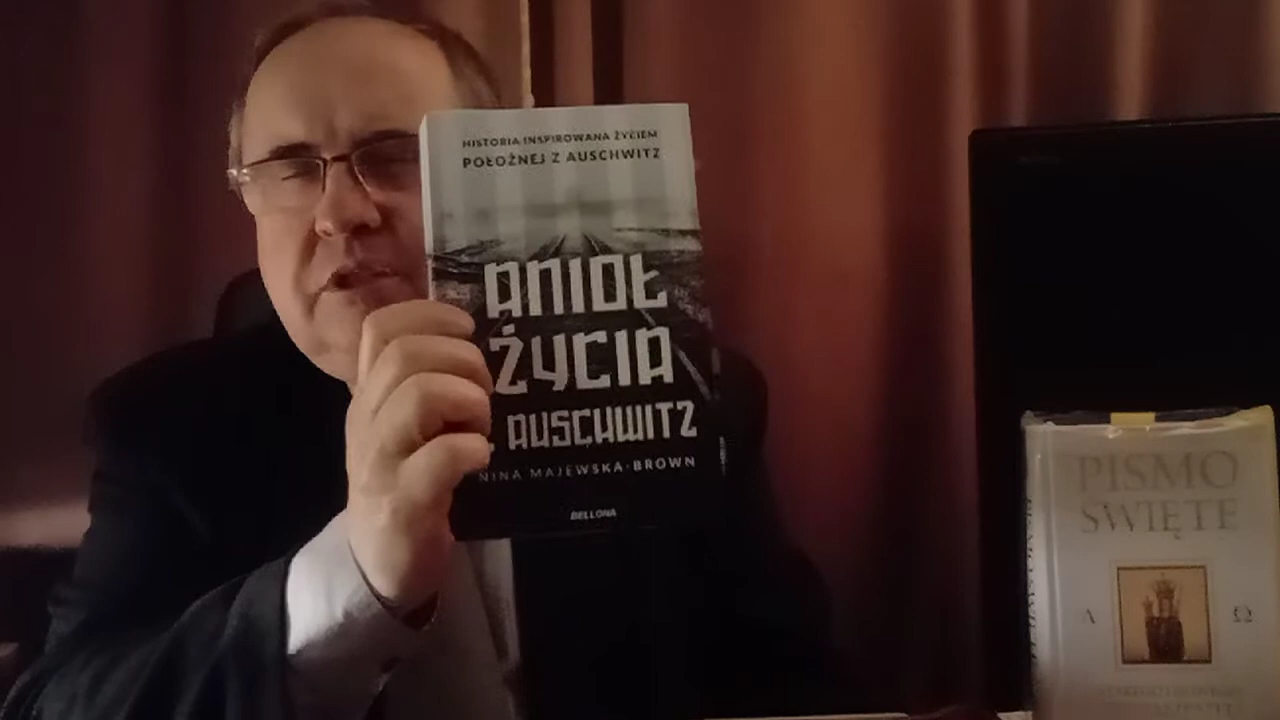 HISTORIA INSPIROWANA ŻYCIEM
POŁOŻNEJ Z AUSCHWITZ
ANIOŁ
ŻYCIA
AUSCHWITZ
NINA MAJEWSKA-BROWN
BELLONA
PISMO
ŚWIĘTE
Α Ω